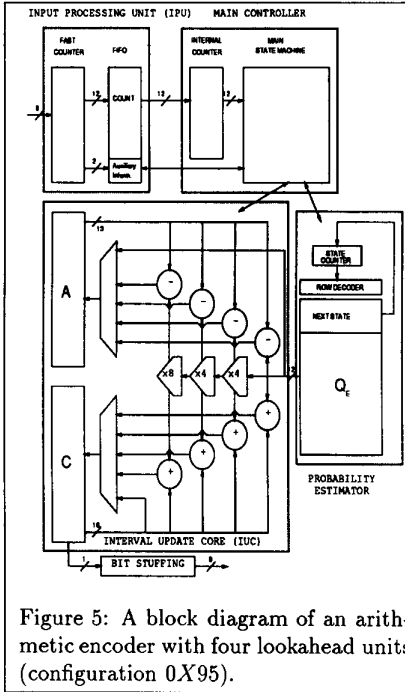 INPUT PROCESSING UNIT (IPU) MAIN CONTROLLER
FAST COUNTER
FIFO
INTERNAL COUNTER
MAIN STATE MACHINE
8
12
COUNT
12
12
2
Auxiliary Inform.
13
A
STATE COUNTER
ROW DECODER
NEXT STATE
x8
x4
x4
QE
C
PROBABILITY ESTIMATOR
16
INTERVAL UPDATE CORE (IUC)
1
BIT STUFFING
8
Figure 5: A block diagram of an arith-
metic encoder with four lookahead units
(configuration 0X95).